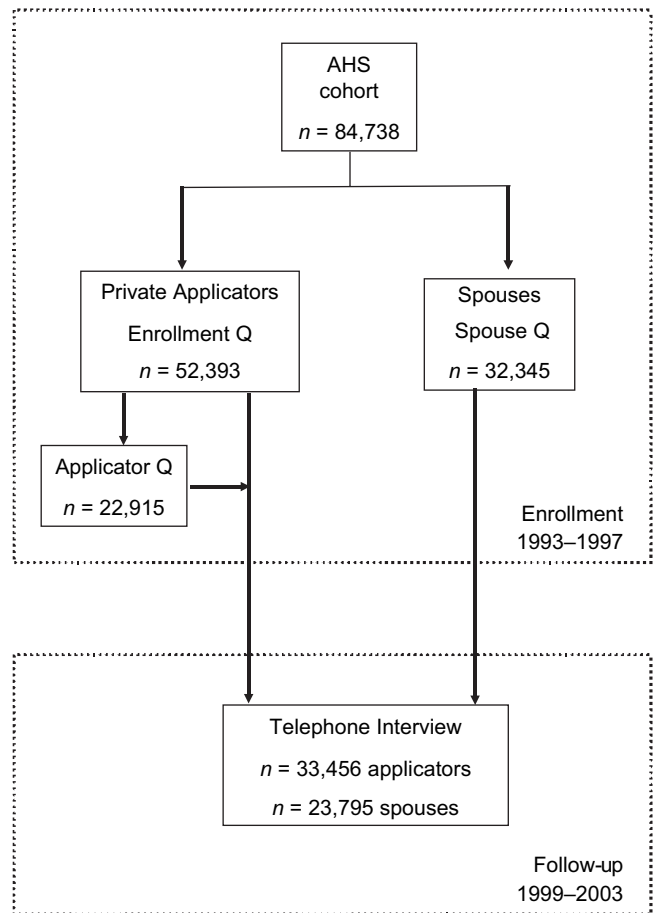 AHS
cohort
n = 84,738
Private Applicators
Enrollment Q
n = 52,393
Spouses
Spouse Q
n = 32,345
Applicator Q
n = 22,915
Enrollment
1993–1997
Telephone Interview
n = 33,456 applicators
n = 23,795 spouses
Follow-up
1999–2003